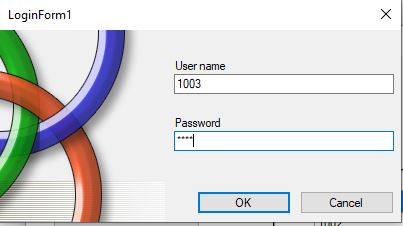 LoginForm1
User name
1003
Password
****
OK
Cancel